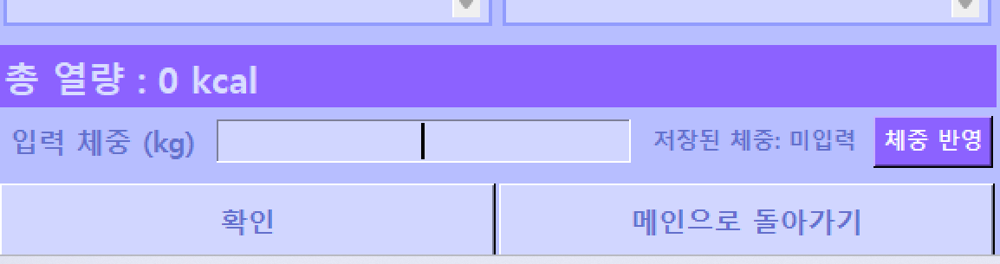 총 열량 : 0 kcal
입력 체중 (kg) 저장된 체중: 미입력 체중 반영
확인 메인으로 돌아가기